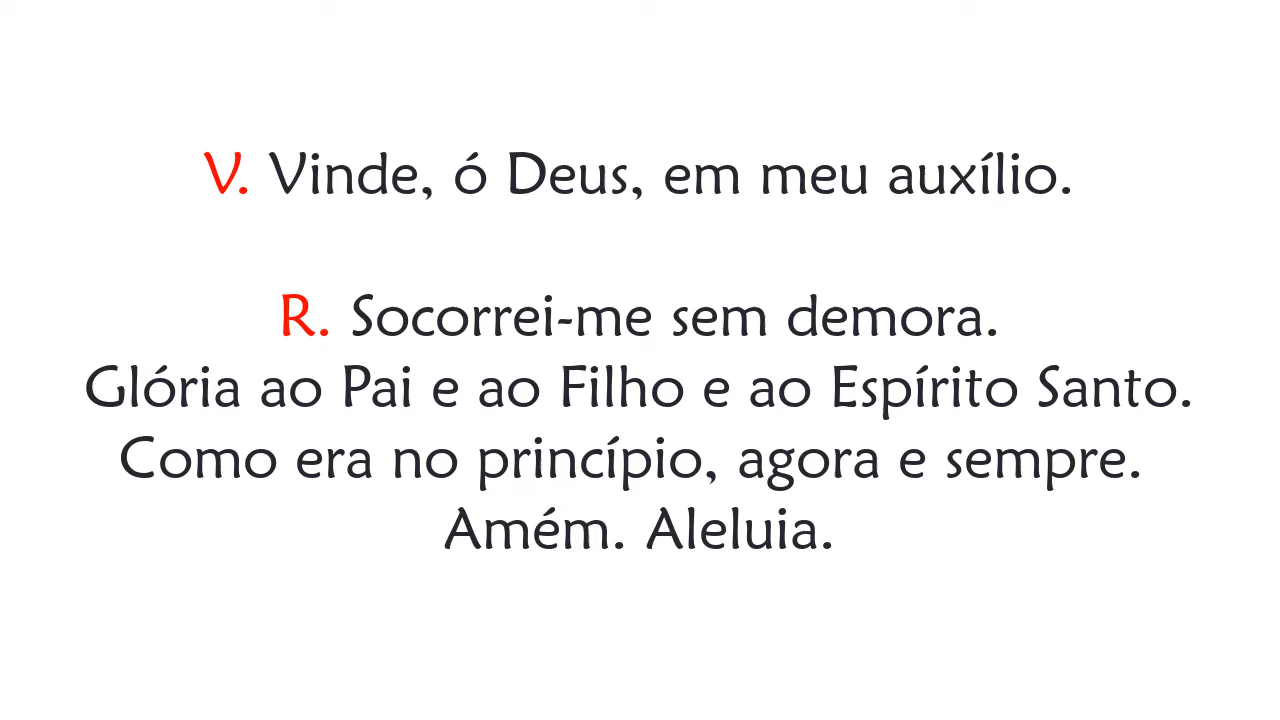 V. Vinde, ó Deus, em meu auxílio.
R. Socorrei-me sem demora.
Glória ao Pai e ao Filho e ao Espírito Santo.
Como era no princípio, agora e sempre.
Amém. Aleluia.